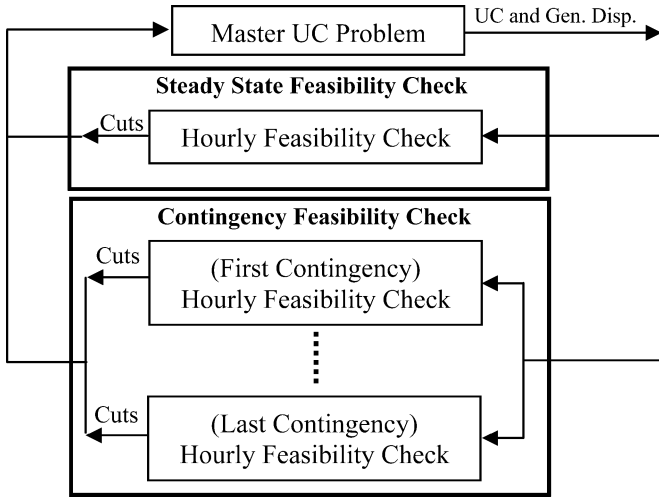 Master UC Problem
UC and Gen. Disp.
Steady State Feasibility Check
Cuts
Hourly Feasibility Check
Contingency Feasibility Check
Cuts
(First Contingency)
Hourly Feasibility Check
Cuts
(Last Contingency)
Hourly Feasibility Check